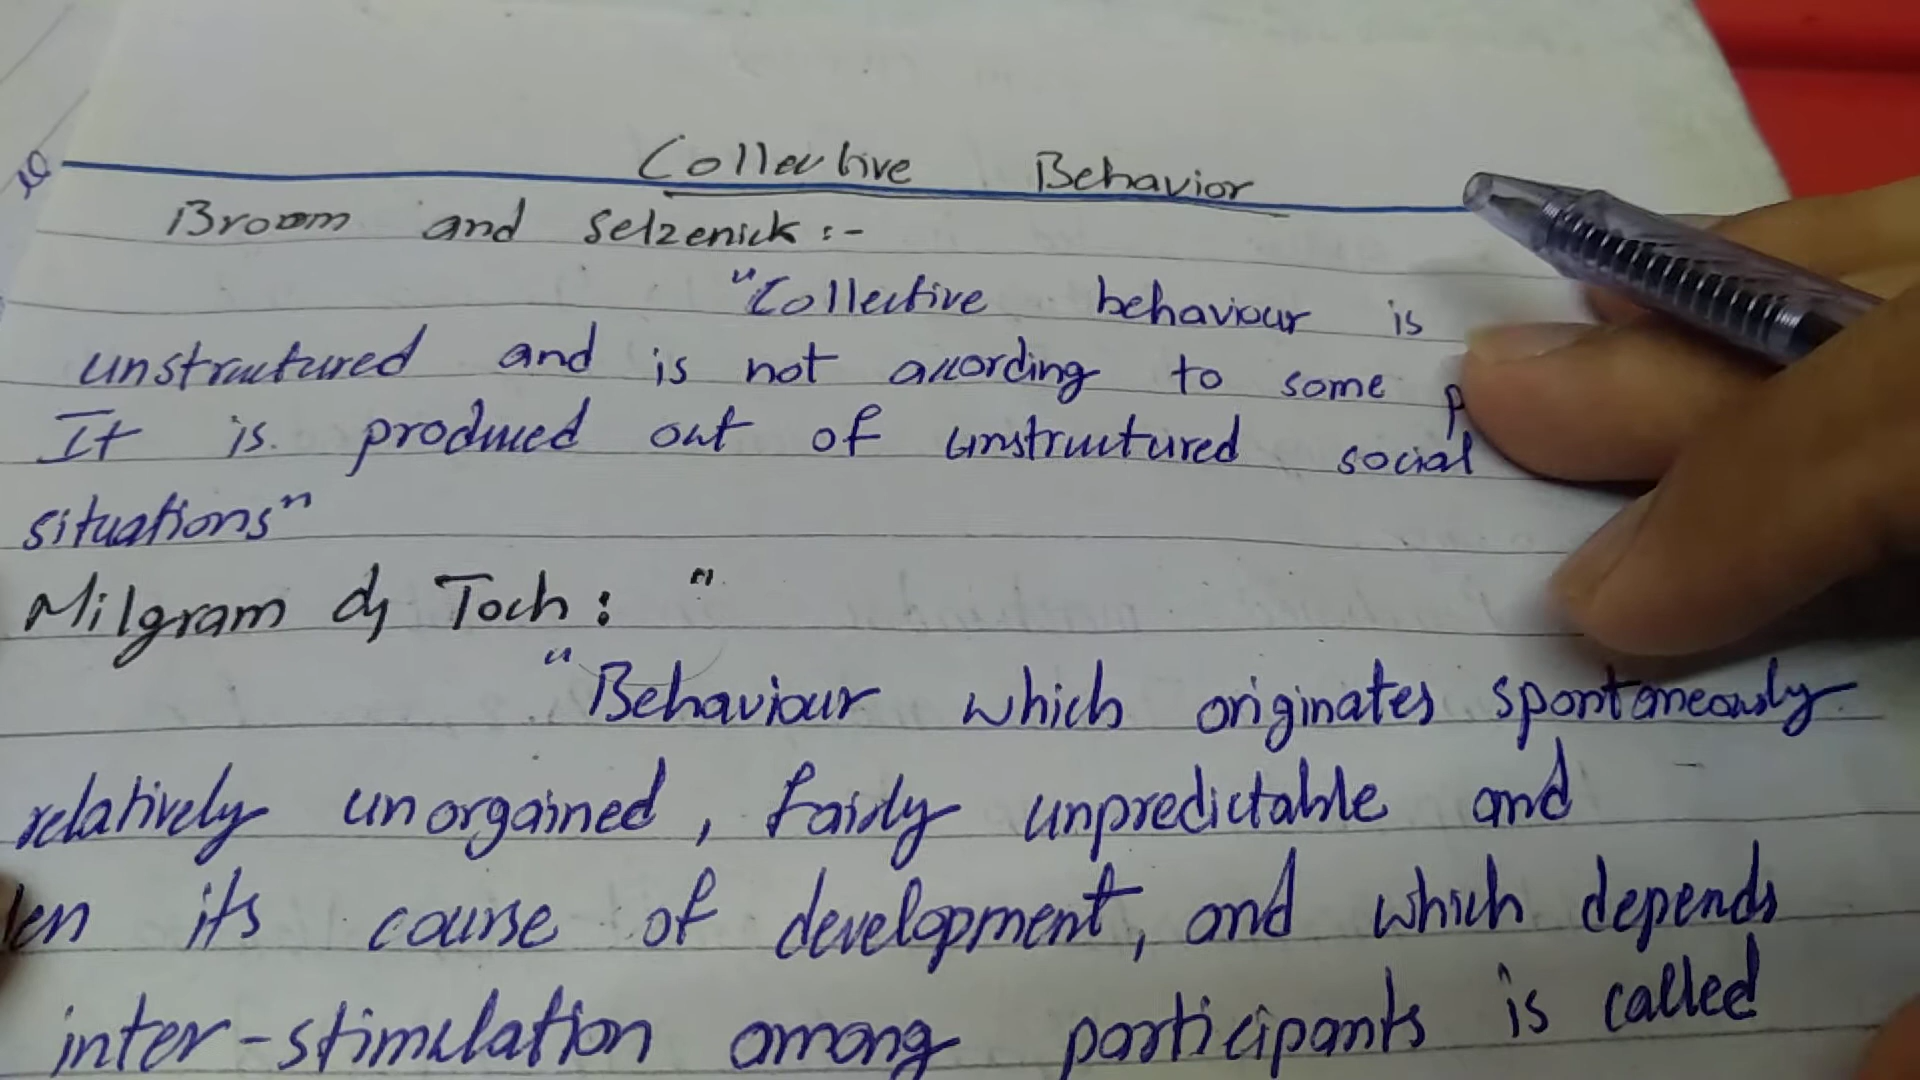 Collective Behavior
Broom and Selzenick :-
"Collective behaviour is
unstructured and is not according to some
It is produced out of unstructured social
situations"
Milgram & Toch : "
"Behaviour which originates spontaneously
relatively unorgained, fairly unpredictable and
its course of development, and which depends
inter-stimulation among participants is called